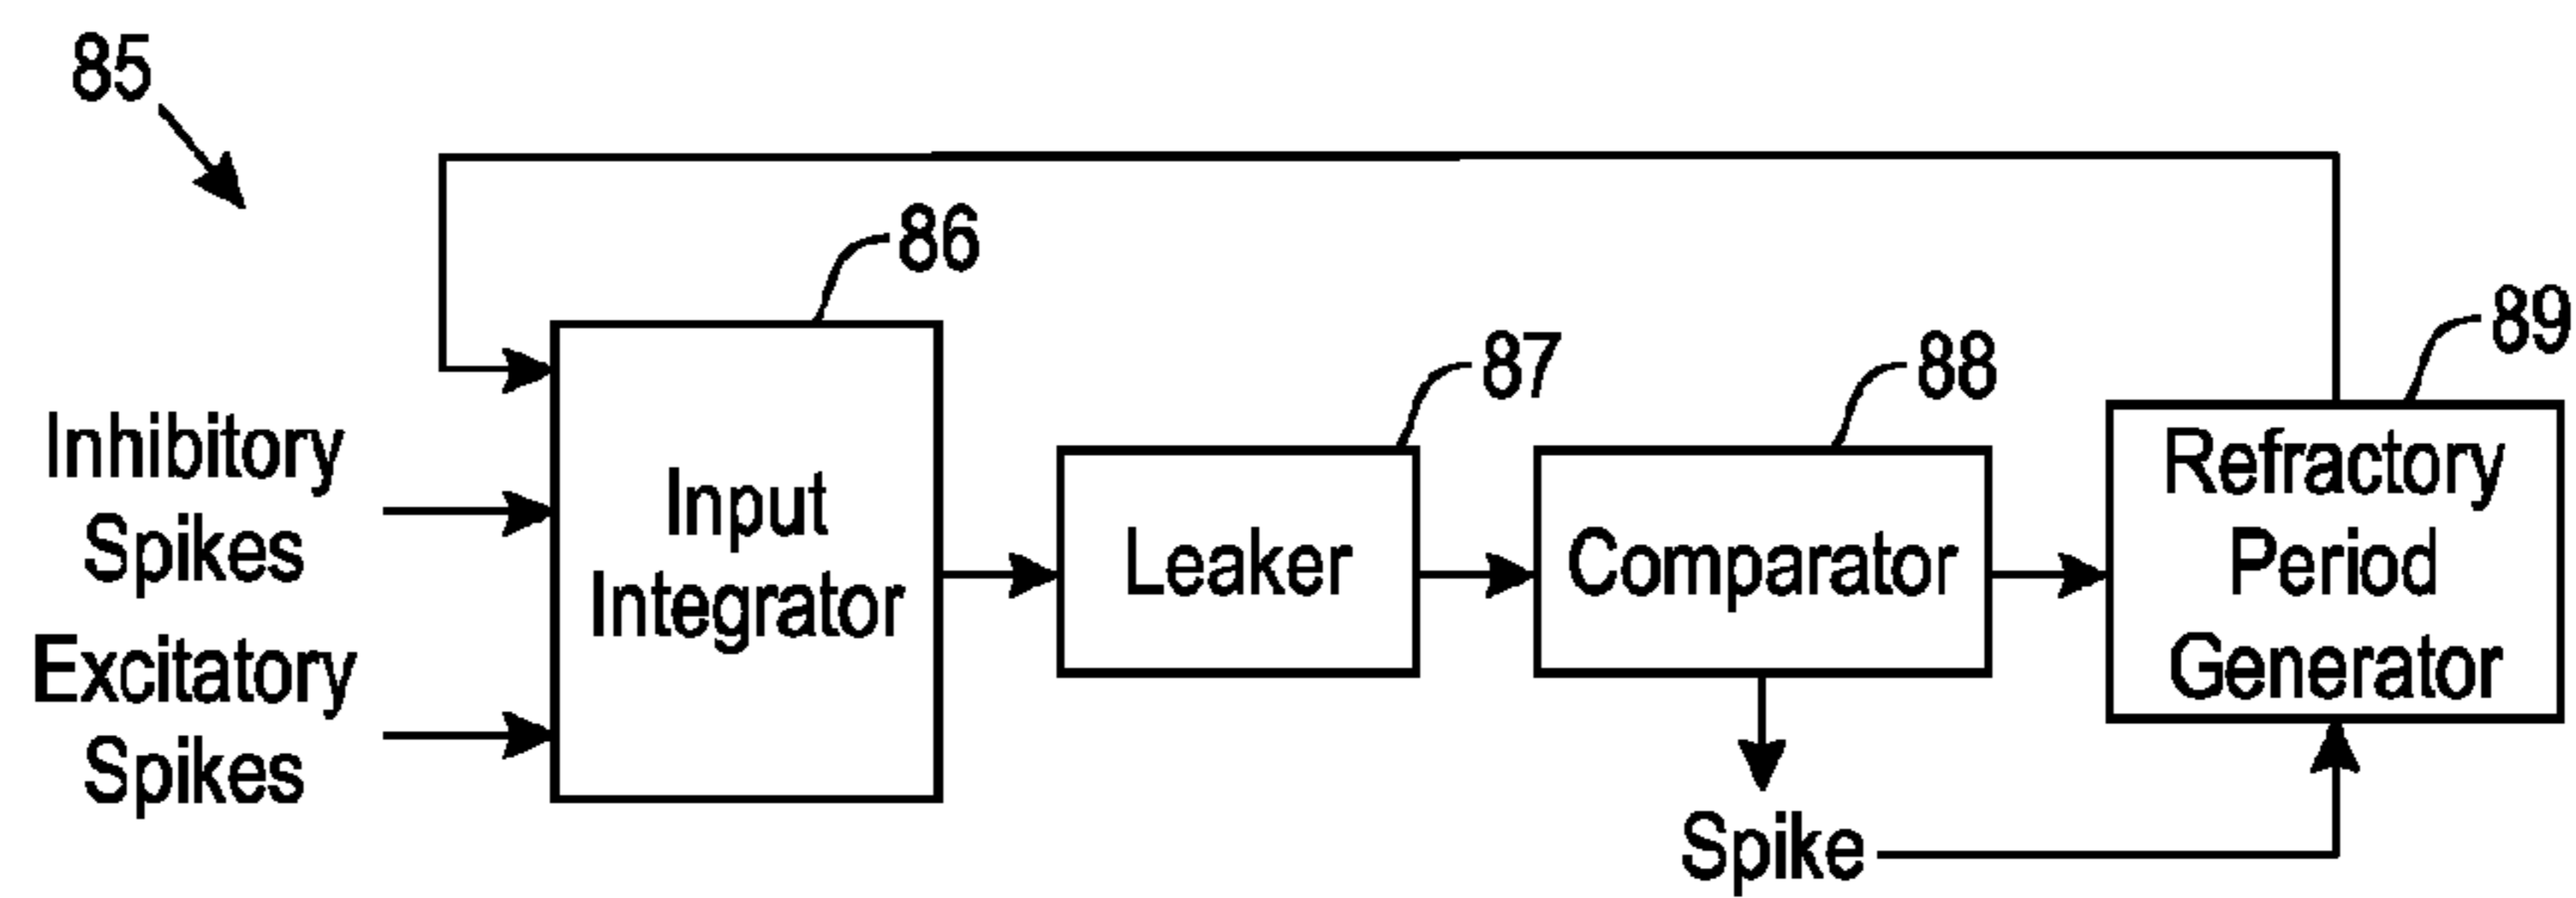 85
86
87
88
89
Inhibitory
Spikes
Excitatory
Spikes
Input
Integrator
Leaker
Comparator
Refractory
Period
Generator
Spike